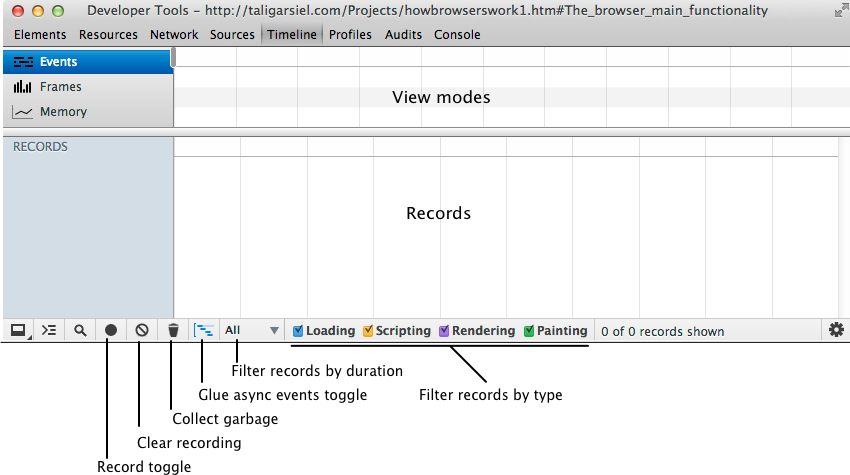 Developer Tools - http://taligarsiel.com/Projects/howbrowserswork1.htm#The_browser_main_functionality
Elements Resources Network Sources Timeline Profiles Audits Console
Events
Frames
Memory
View modes
RECORDS
Records
All Loading Scripting Rendering Painting 0 of 0 records shown
Filter records by duration
Glue async events toggle
Filter records by type
Collect garbage
Clear recording
Record toggle